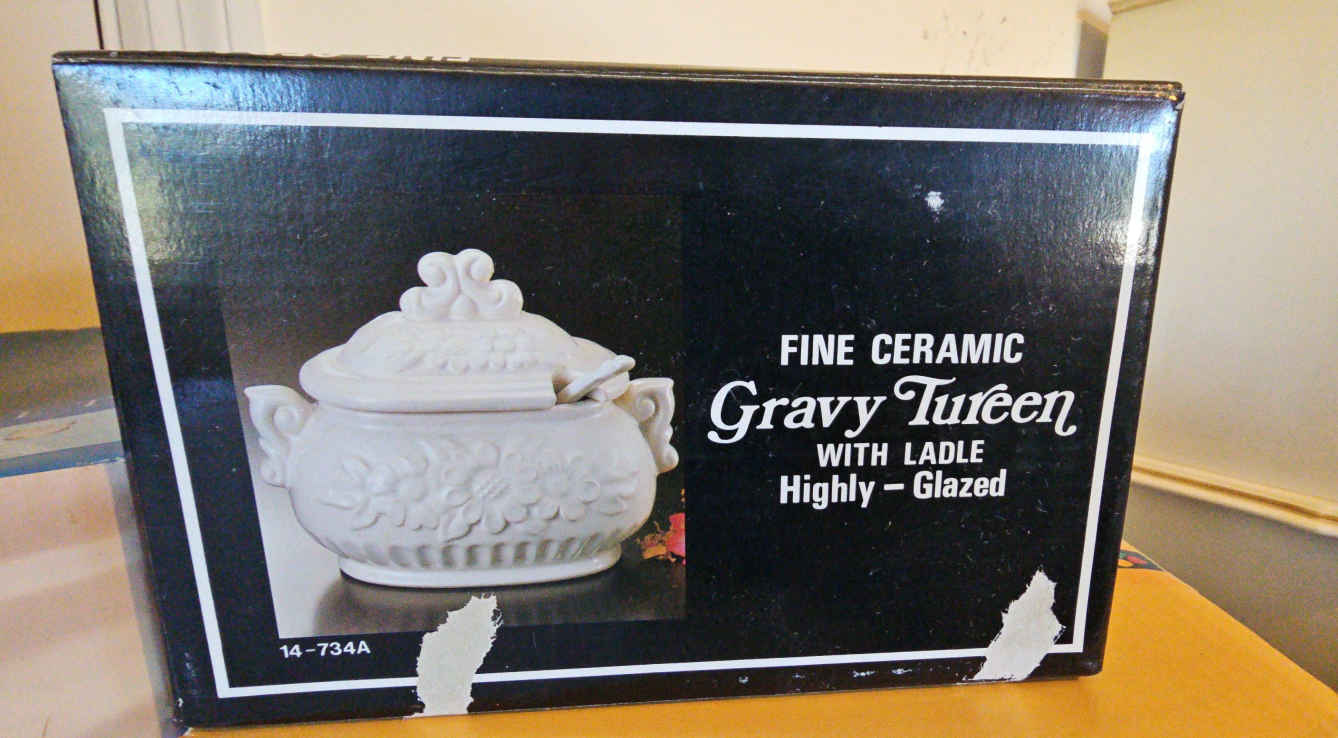 FINE CERAMIC
Gravy Tureen
WITH LADLE
Highly – Glazed
14-734A